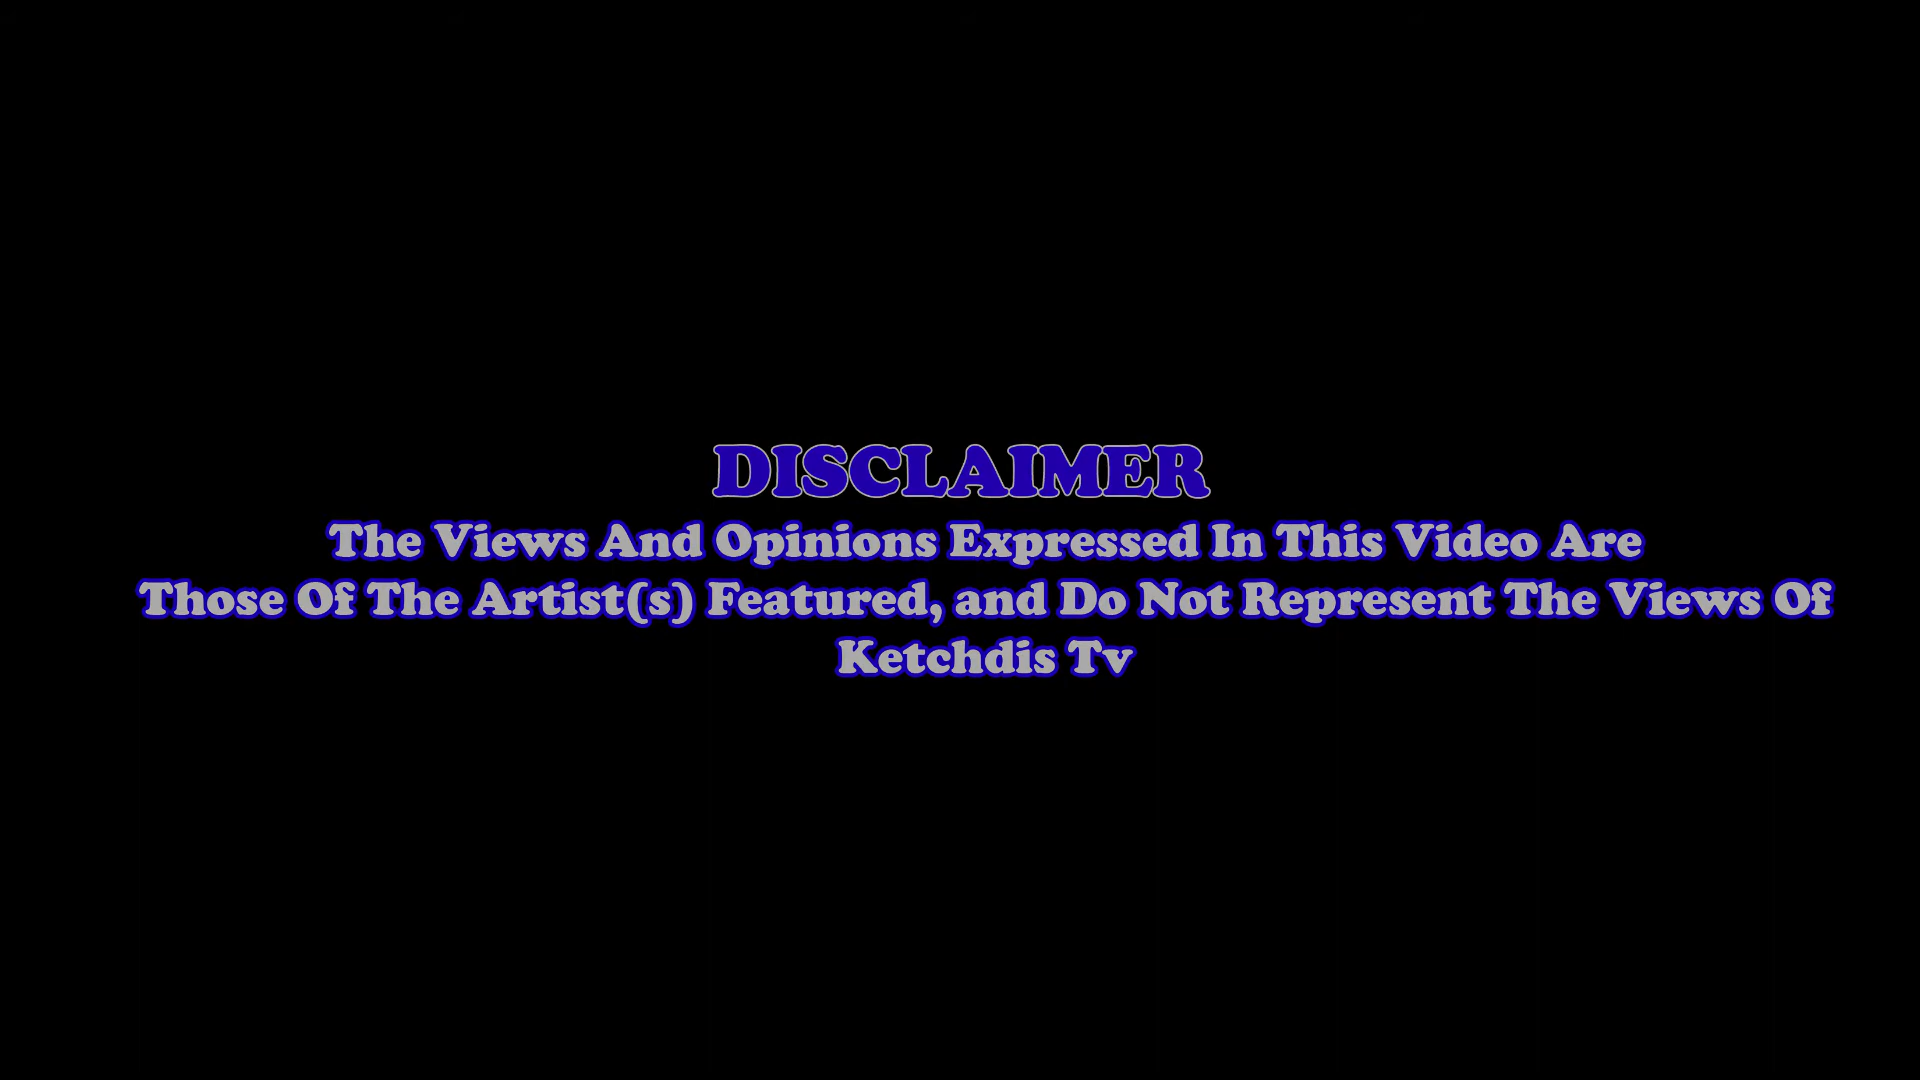 DISCLAIMER
The Views And Opinions Expressed In This Video Are
Those Of The Artist(s) Featured, and Do Not Represent The Views Of
Ketchdis Tv